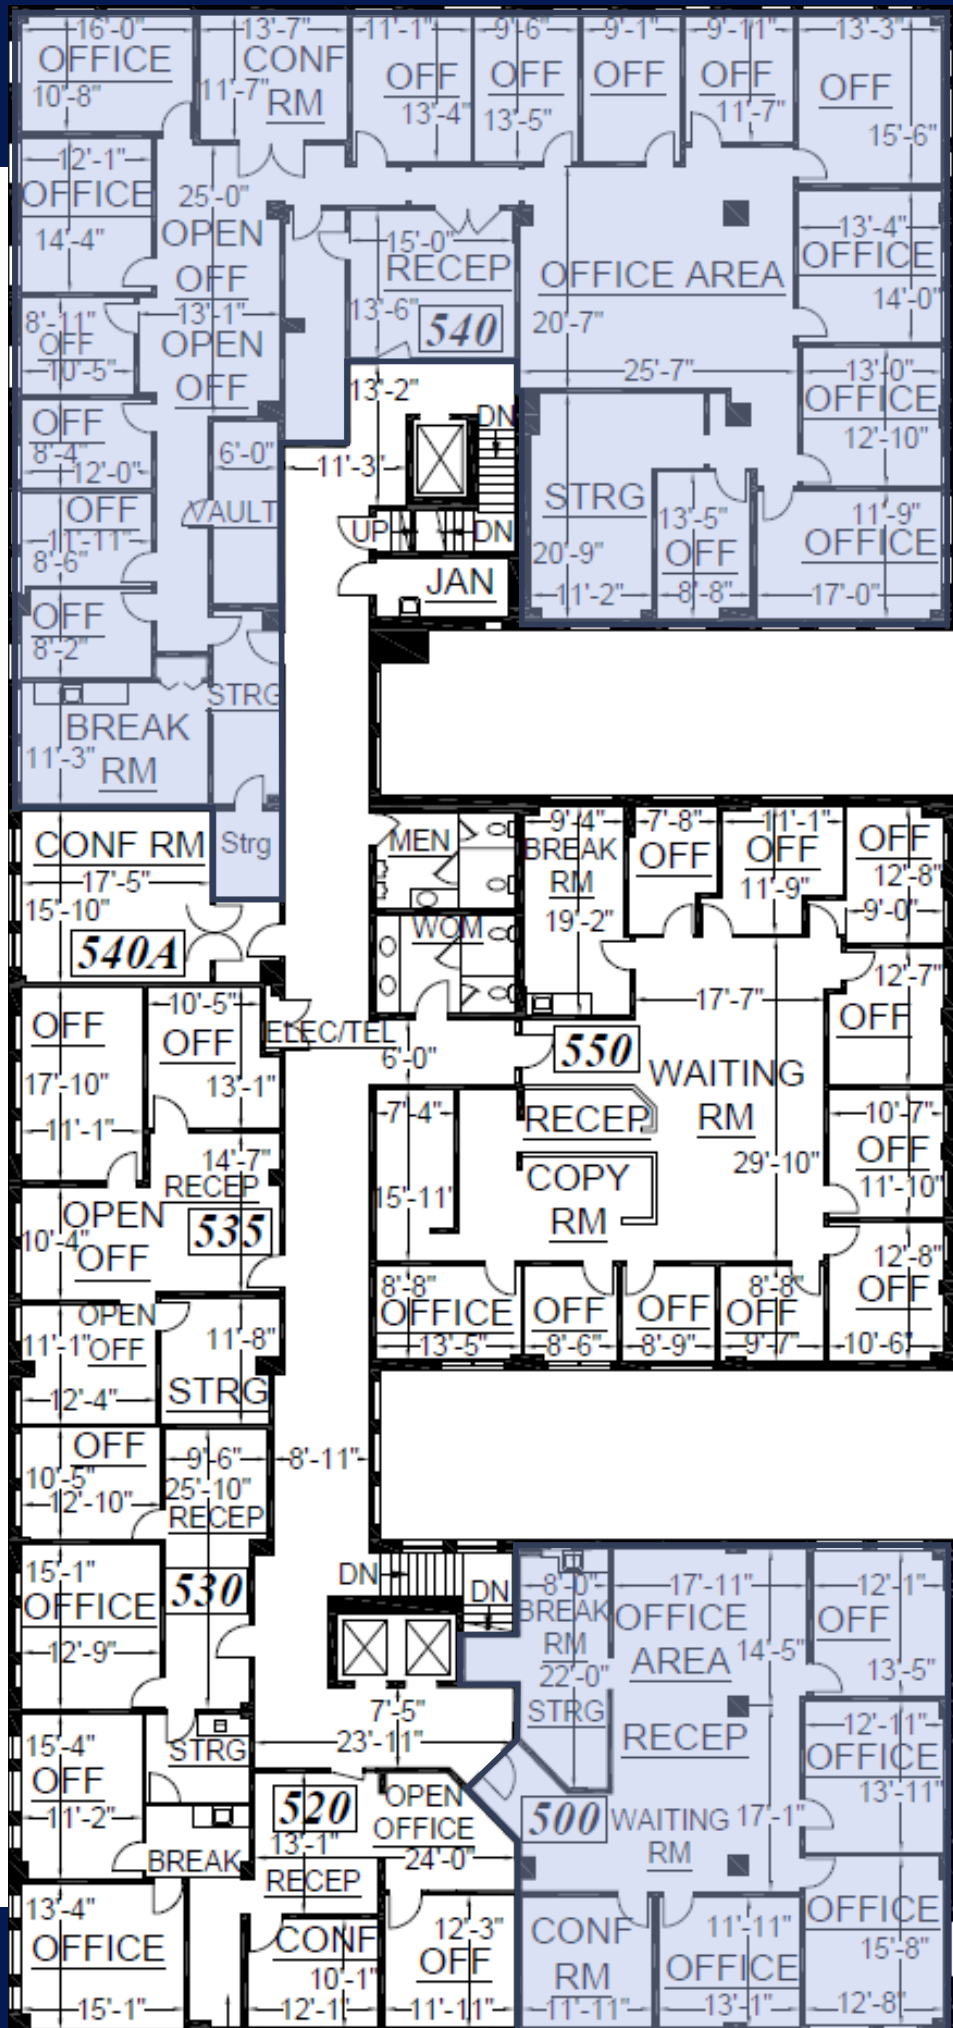 16'-0"
OFFICE
10'-8"
13'-7"
CONF
11'-7"
RM
11'-1"
OFF
13'-4"
9'-6"
OFF
13'-5"
9'-1"
OFF
9'-11"
OFF
11'-7"
13'-3"
OFF
15'-6"
12'-1"
OFFICE
14'-4"
25'-0"
OPEN
OFF
13'-1"
OPEN
OFF
15'-0"
RECEP
13'-6"
540
OFFICE AREA
20'-7"
25'-7"
13'-4"
OFFICE
14'-0"
8'-11"
OFF
10'-5"
13'-0"
OFFICE
12'-10"
OFF
8'-4"
12'-0"
6'-0"
VAULT
13'-2"
11'-3"
DN
UP
DN
JAN
STRG
20'-9"
11'-2"
13'-5"
OFF
8'-8"
11'-9"
OFFICE
17'-0"
OFF
11'-11"
8'-6"
OFF
8'-2"
STRG
BREAK
11'-3"
RM
Strg
CONF RM
17'-5"
15'-10"
540A
MEN
WOM
9'-4"
BREAK
RM
19'-2"
7'-8"
OFF
11'-1"
OFF
11'-9"
OFF
12'-8"
9'-0"
12'-7"
OFF
17'-7"
550
WAITING
RM
29'-10"
OFF
17'-10"
11'-1"
10'-5"
OFF
13'-1"
ELEC/TEL
6'-0"
7'-4"
15'-11'
RECEP
COPY
RM
10'-7"
OFF
11'-10"
14'-7"
RECEP
535
OPEN
10'-4"
OFF
8'-8"
OFFICE
13'-5"
OFF
8'-6"
OFF
8'-9"
8'-8"
OFF
9'-7"
12'-8"
OFF
10'-6"
OPEN
11'-1"
OFF
12'-4"
11'-8"
STRG
OFF
10'-5"
12'-10"
9'-6"
25'-10"
RECEP
8'-11"
15'-1"
OFFICE
12'-9"
530
DN
DN
7'-5"
23'-11"
8'-0"
BREAK
RM
22'-0"
STRG
17'-11"
OFFICE
AREA
14'-5"
RECEP
12'-1"
OFF
13'-5"
12'-11"
OFFICE
13'-11"
15'-4"
OFF
11'-2"
STRG
BREAK
520
13'-1"
RECEP
OPEN
OFFICE
24'-0"
500
WAITING
RM
17'-1"
13'-4"
OFFICE
15'-1"
CONF
10'-1"
12'-1"
12'-3"
OFF
11'-11"
CONF
RM
11'-11"
11'-11"
OFFICE
13'-1"
OFFICE
15'-8"
12'-8"